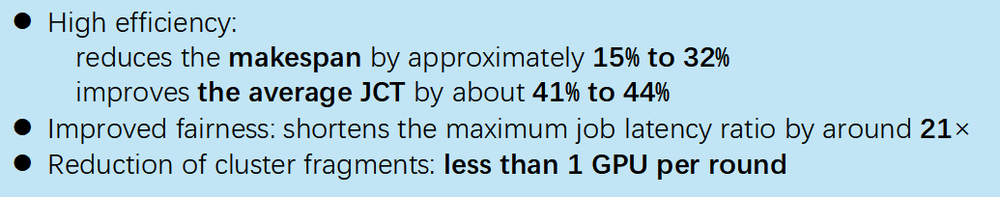 ● High efficiency:
reduces the makespan by approximately 15% to 32%
improves the average JCT by about 41% to 44%
● Improved fairness: shortens the maximum job latency ratio by around 21×
● Reduction of cluster fragments: less than 1 GPU per round